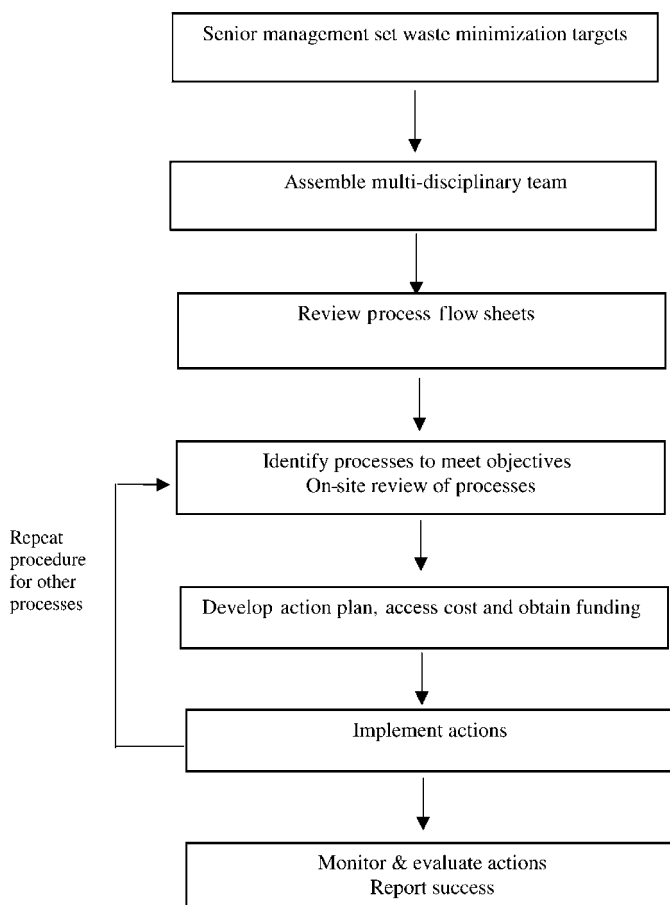 Senior management set waste minimization targets
Assemble multi-disciplinary team
Review process flow sheets
Identify processes to meet objectives
On-site review of processes
Repeat
procedure
for other
processes
Develop action plan, access cost and obtain funding
Implement actions
Monitor & evaluate actions
Report success